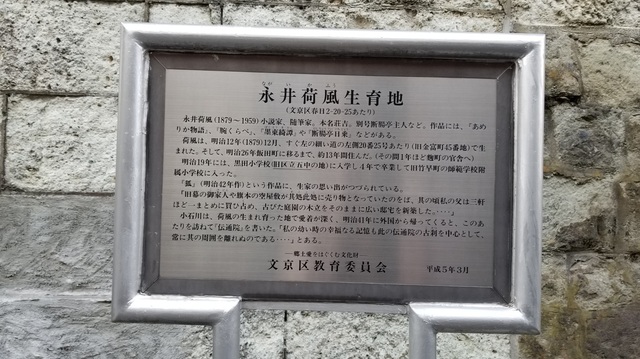 ながいかふう
永井荷風生育地
(文京区春日2-20-25あたり)
永井荷風(1879〜1959)小説家、随筆家。本名荘吉。別号断腸亭主人など。作品には、『あめ
りか物語』、『腕くらべ』、『墨東綺譚』や『断腸亭日乗』などがある。
荷風は、明治12年(1879)12月、すぐ左の細い道の左側20番25号あたり(旧金富町45番地)で生
まれた。そして、明治26年飯田町に移るまで、約13年間住んだ。(その間1年ほど麹町の官舎へ)
明治19年には、黒田小学校(旧区立五中の地)に入学し4年で卒業して旧竹早町の師範学校附
属小学校に入った。
『狐』(明治42年作)という作品に、生家の思い出がつづられている。
「旧幕の御家人や旗本の空屋敷が其処此処に売り物となっていたのをば、其の頃私の父は三軒
ほど一まとめに買ひ占め、古びた庭園の木立をそのままに広い邸宅を新築した。・・・・」
小石川は、荷風の生まれ育った地で愛着が深く、明治41年に外国から帰ってくると、このあ
たりを訪ねて『伝通院』を書いた。「私の幼い時の幸福なる記憶も此の伝通院の古刹を中心として、
常に其の周囲を離れぬのである・・・・」とある。
―郷土愛をはぐくむ文化財―
文京区教育委員会 平成5年3月